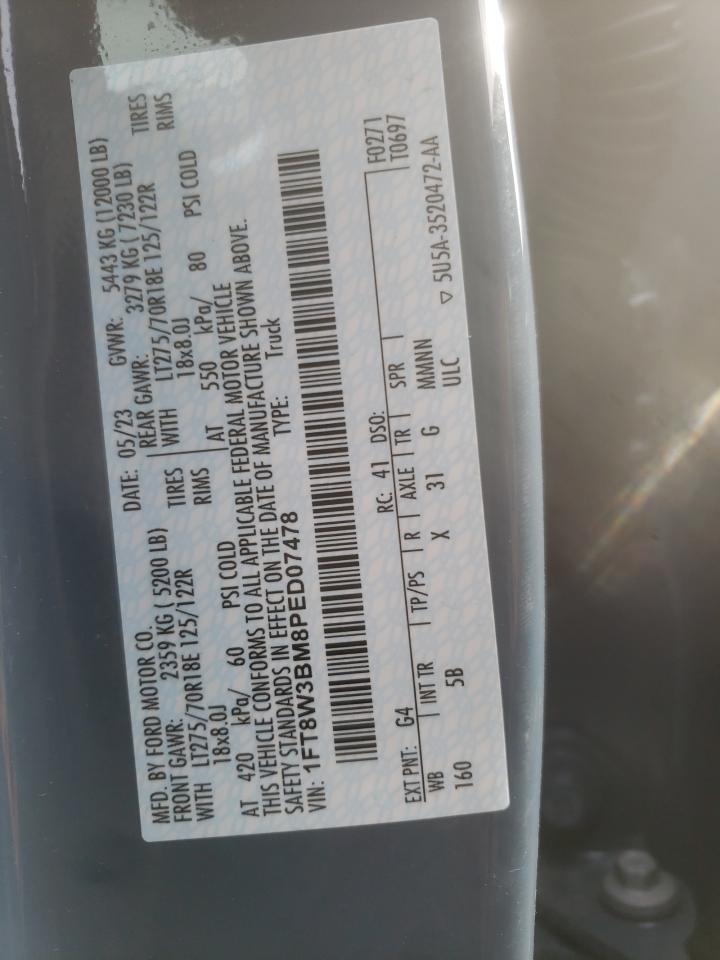 MFD. BY FORD MOTOR CO. DATE: 05/23 GVWR: 5443 KG (12000 LB)
FRONT GAWR: 2359 KG ( 5200 LB) REAR GAWR: 3279 KG ( 7230 LB)
WITH LT275/70R18E 125/122R TIRES WITH LT275/70R18E 125/122R TIRES
18x8.0J RIMS 18x8.0J RIMS
AT 420 kPa/ 60 PSI COLD AT 550 kPa/ 80 PSI COLD
THIS VEHICLE CONFORMS TO ALL APPLICABLE FEDERAL MOTOR VEHICLE
SAFETY STANDARDS IN EFFECT ON THE DATE OF MANUFACTURE SHOWN ABOVE.
VIN: 1FT8W3BM8PED07478 TYPE: Truck
F0271
EXT PNT: G4 RC: 41 DSO: T0697
WB INT TR TP/PS R AXLE TR SPR
160 5B X 31 G MMNNN
ULC ▽ 5U5A-3520472-AA